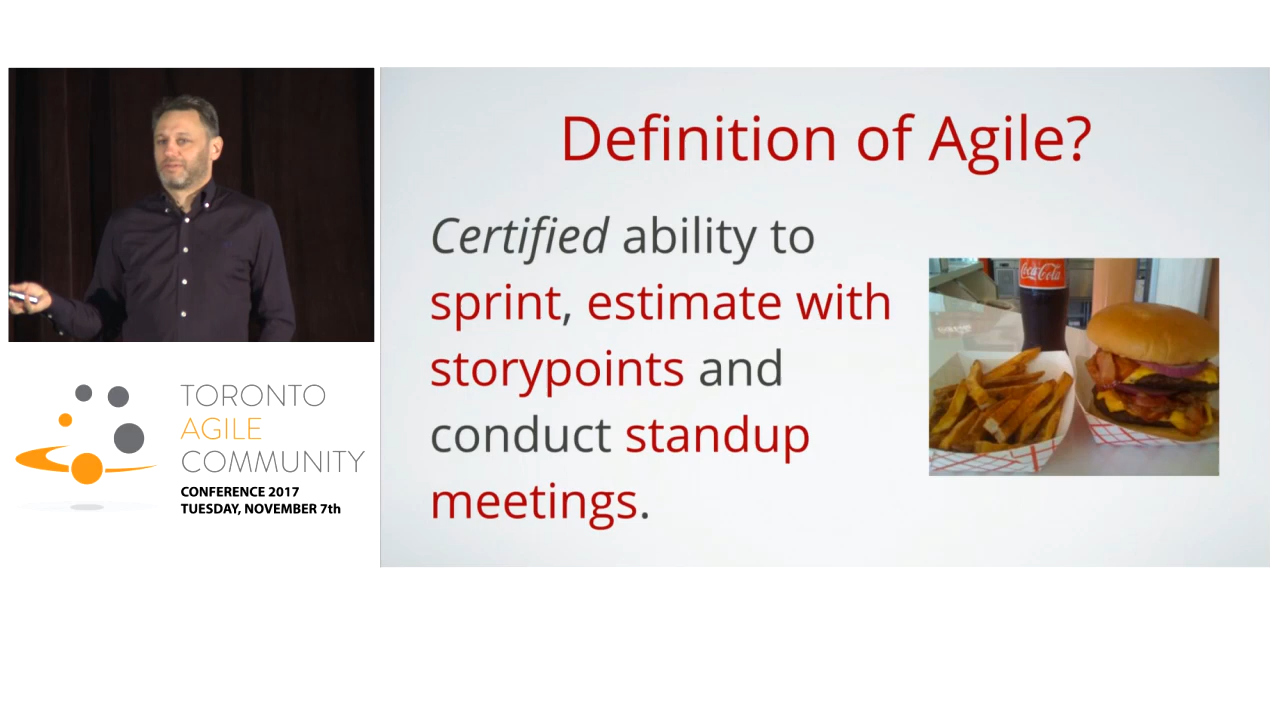 Definition of Agile?
Certified ability to
sprint, estimate with
storypoints and
conduct standup
meetings.
Coca-Cola
TORONTO
AGILE
COMMUNITY
CONFERENCE 2017
TUESDAY, NOVEMBER 7th